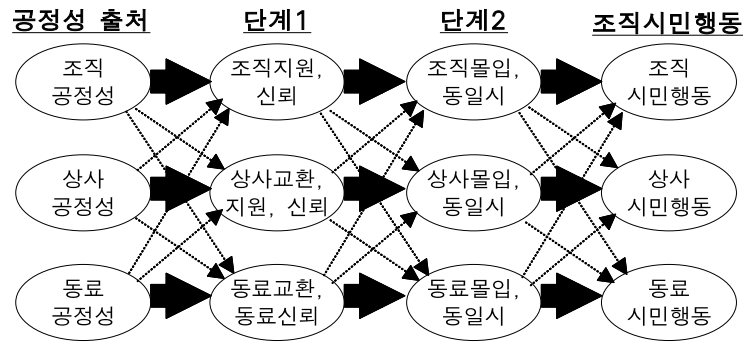 공정성 출처
단계1
단계2
조직시민행동
조직
공정성
조직지원,
신뢰
조직몰입,
동일시
조직
시민행동
상사
공정성
상사교환,
지원, 신뢰
상사몰입,
동일시
상사
시민행동
동료
공정성
동료교환,
동료신뢰
동료몰입,
동일시
동료
시민행동